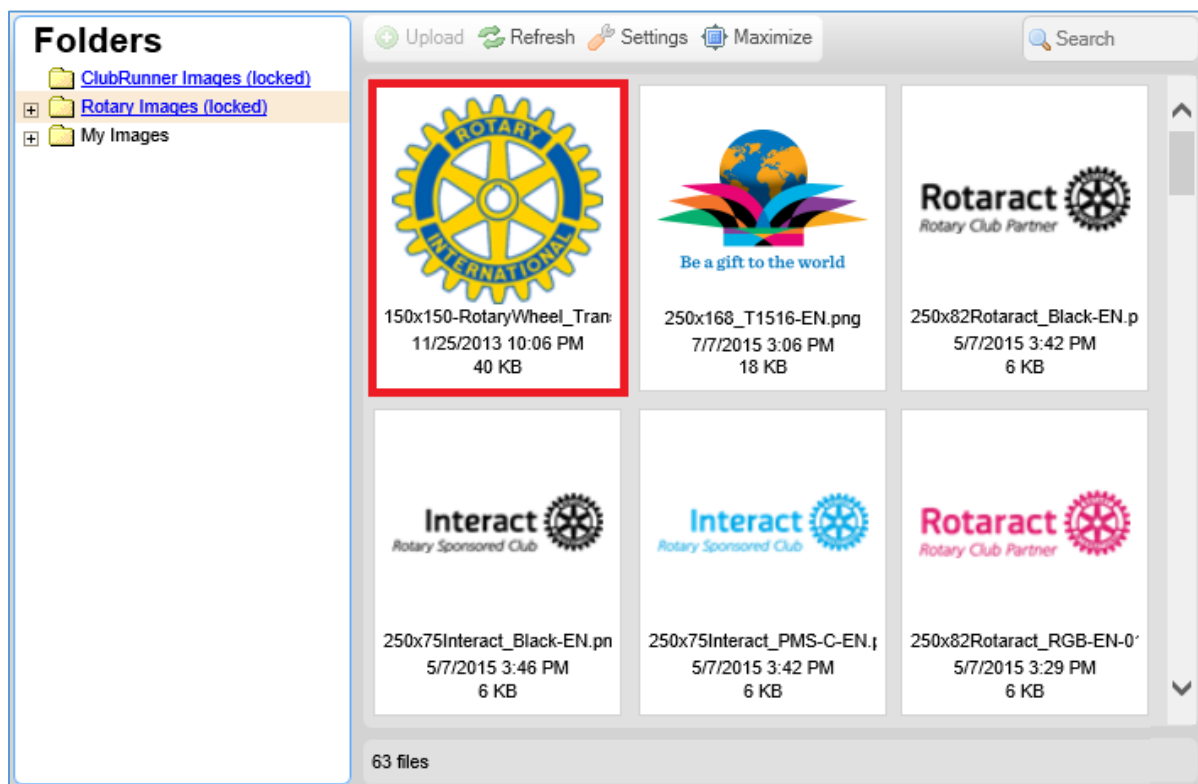 Folders
ClubRunner Images (locked)
Rotary Images (locked)
My Images
Upload Refresh Settings Maximize
Search
ROTARY
INTERNATIONAL
150x150-RotaryWheel_Tran
11/25/2013 10:06 PM
40 KB
Be a gift to the world
250x168_T1516-EN.png
7/7/2015 3:06 PM
18 KB
Rotaract
Rotary Club Partner
250x82Rotaract_Black-EN.p
5/7/2015 3:42 PM
6 KB
Interact
Rotary Sponsored Club
250x75Interact_Black-EN.pn
5/7/2015 3:46 PM
6 KB
Interact
Rotary Sponsored Club
250x75Interact_PMS-C-EN.p
5/7/2015 3:42 PM
6 KB
Rotaract
Rotary Club Partner
250x82Rotaract_RGB-EN-0
5/7/2015 3:29 PM
6 KB
63 files